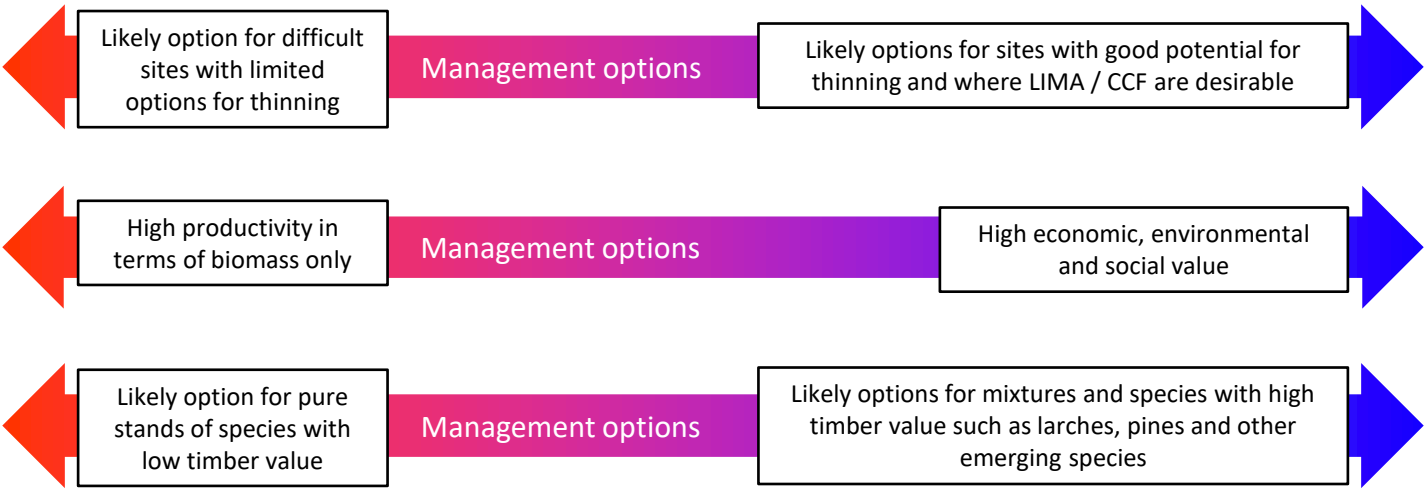 Likely option for difficult
sites with limited
options for thinning
Management options
Likely options for sites with good potential for
thinning and where LIMA / CCF are desirable
High productivity in
terms of biomass only
Management options
High economic, environmental
and social value
Likely option for pure
stands of species with
low timber value
Management options
Likely options for mixtures and species with high
timber value such as larches, pines and other
emerging species